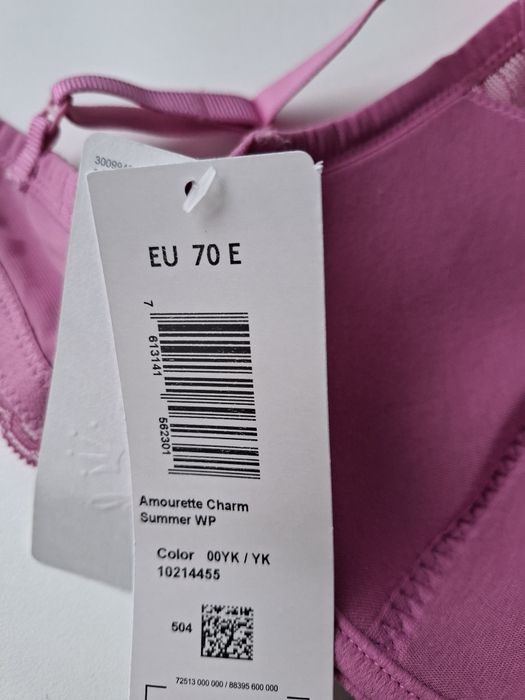 EU 70 E
7
613141
562301
Amourette Charm
Summer WP
Color 00YK / YK
10214455
504
72513 000 000 / 88395 600 000